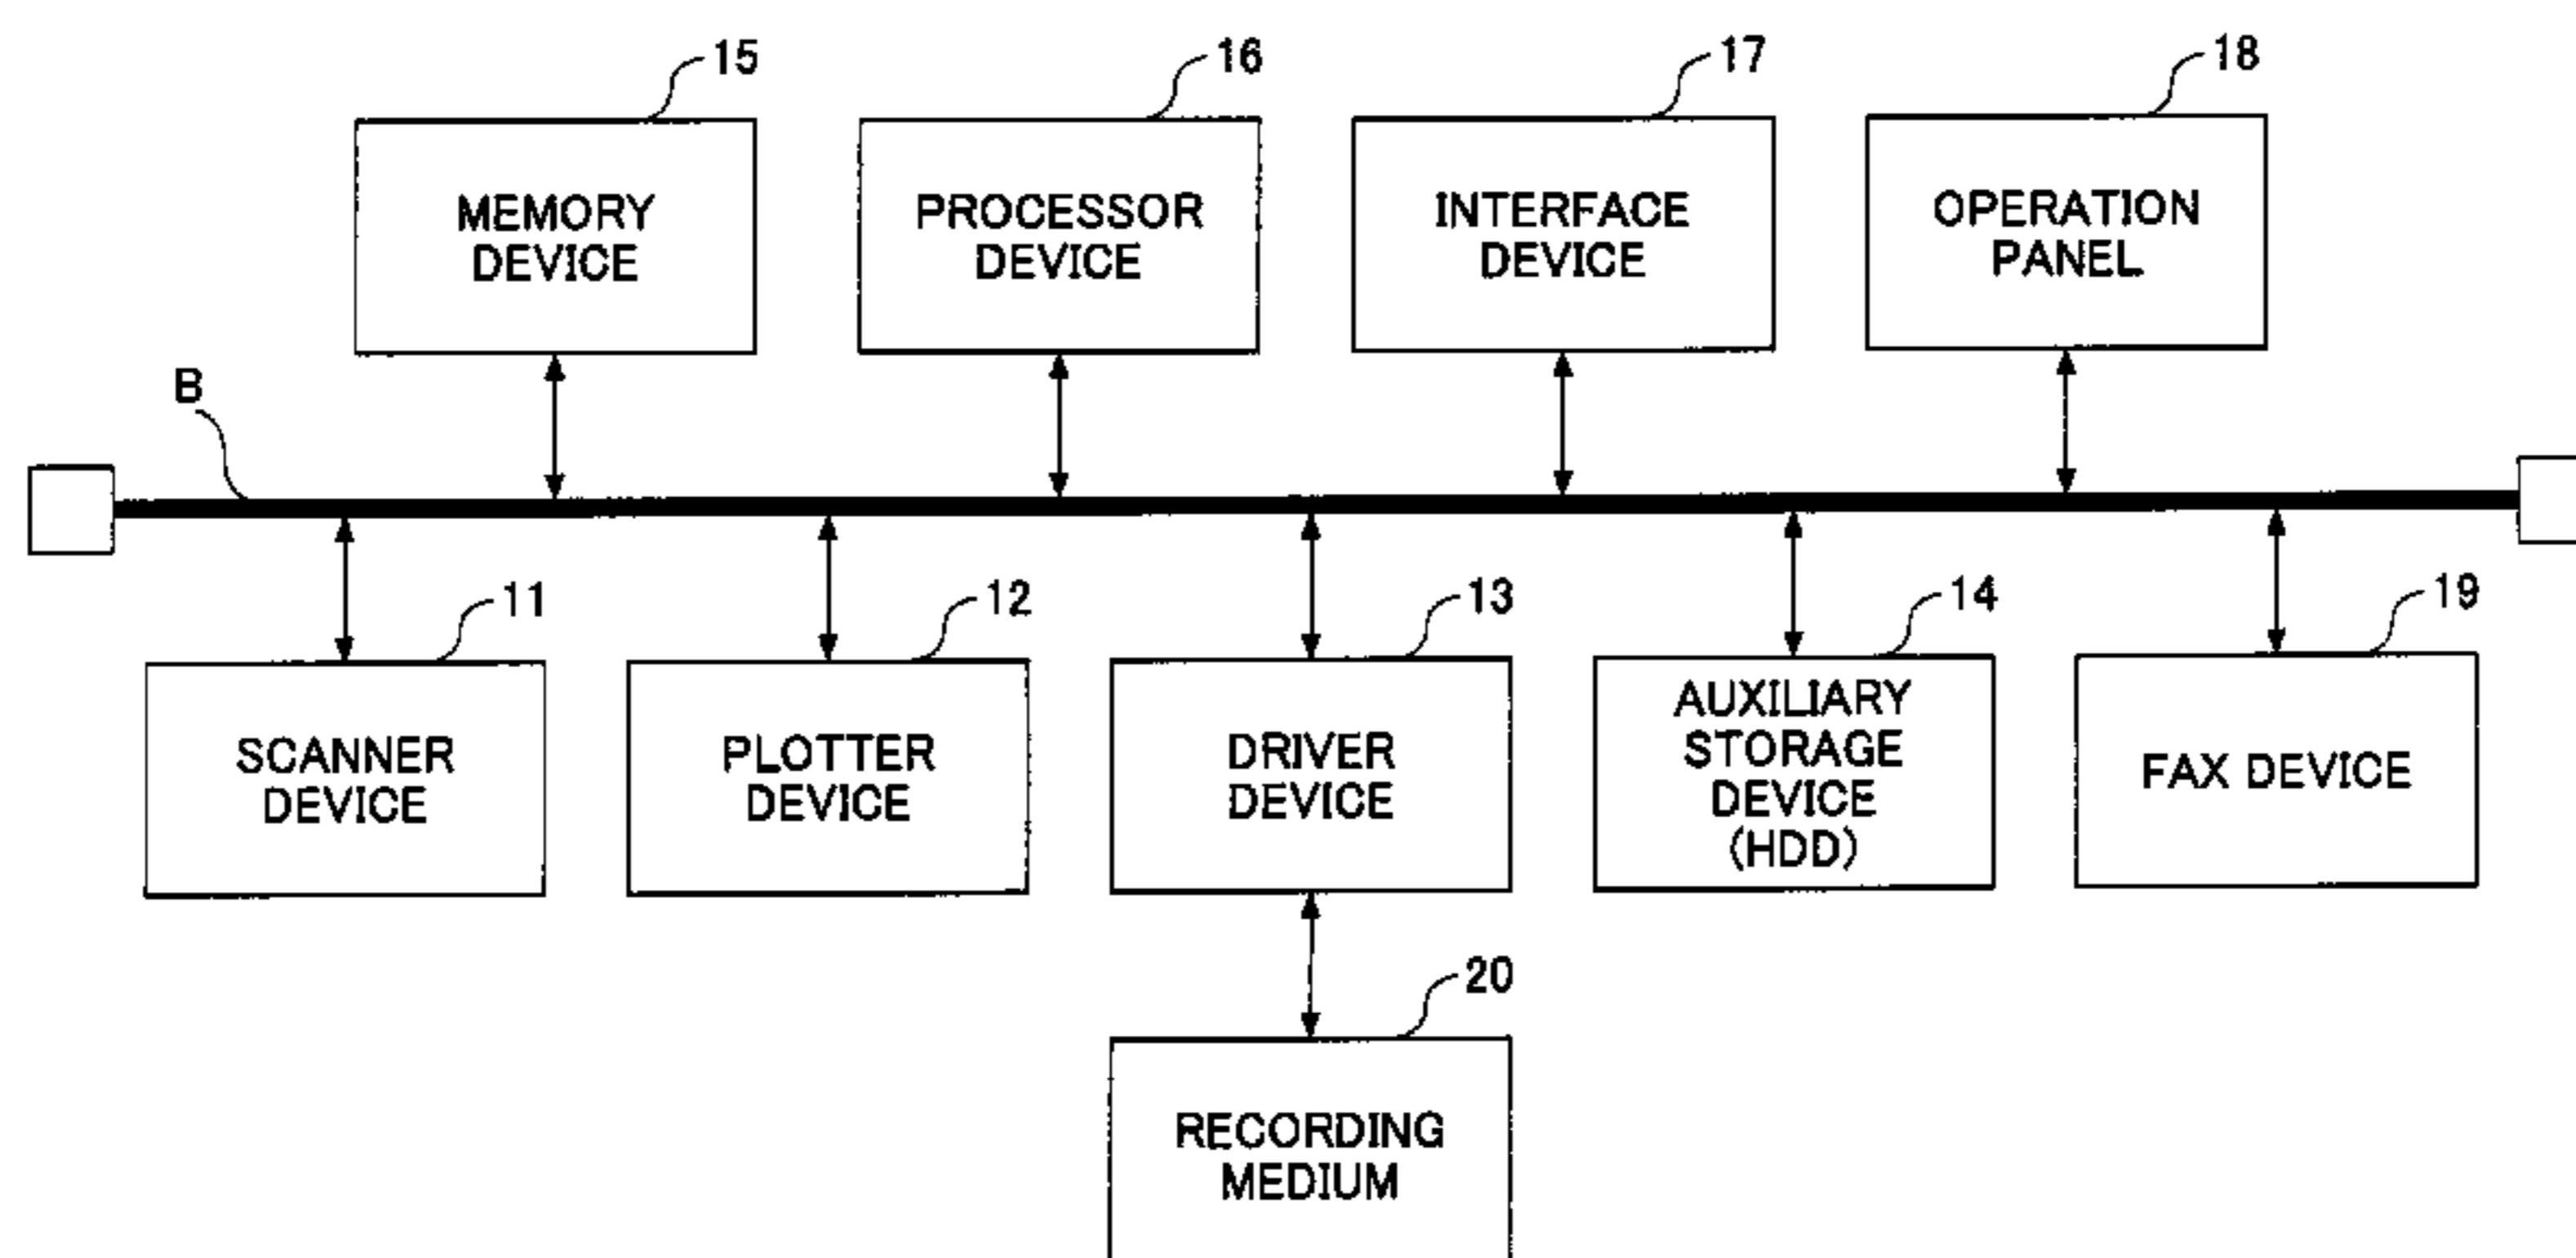 15
16
17
18
MEMORY
DEVICE
PROCESSOR
DEVICE
INTERFACE
DEVICE
OPERATION
PANEL
B
11
12
13
14
19
SCANNER
DEVICE
PLOTTER
DEVICE
DRIVER
DEVICE
AUXILIARY
STORAGE
DEVICE
(HDD)
FAX DEVICE
20
RECORDING
MEDIUM